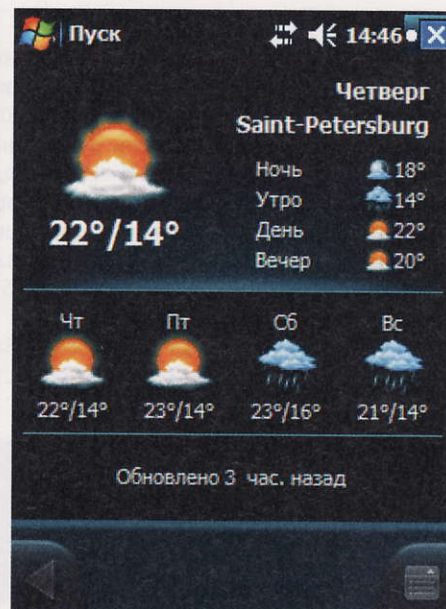 Пуск 14:46
Четверг
Saint-Petersburg
Ночь 18°
Утро 14°
День 22°
Вечер 20°
22°/14°
Чт Пт Сб Вс
22°/14° 23°/14° 23°/16° 21°/14°
Обновлено 3 час. назад